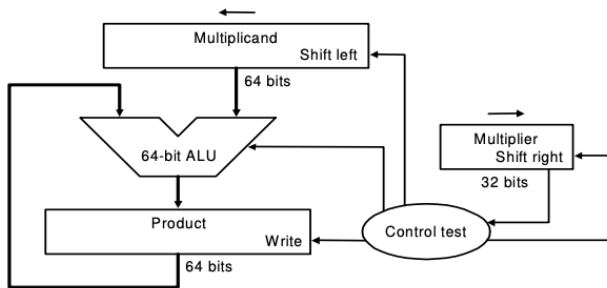 Multiplicand
Shift left
64 bits
64-bit ALU
Multiplier
Shift right
32 bits
Product
Write
Control test
64 bits